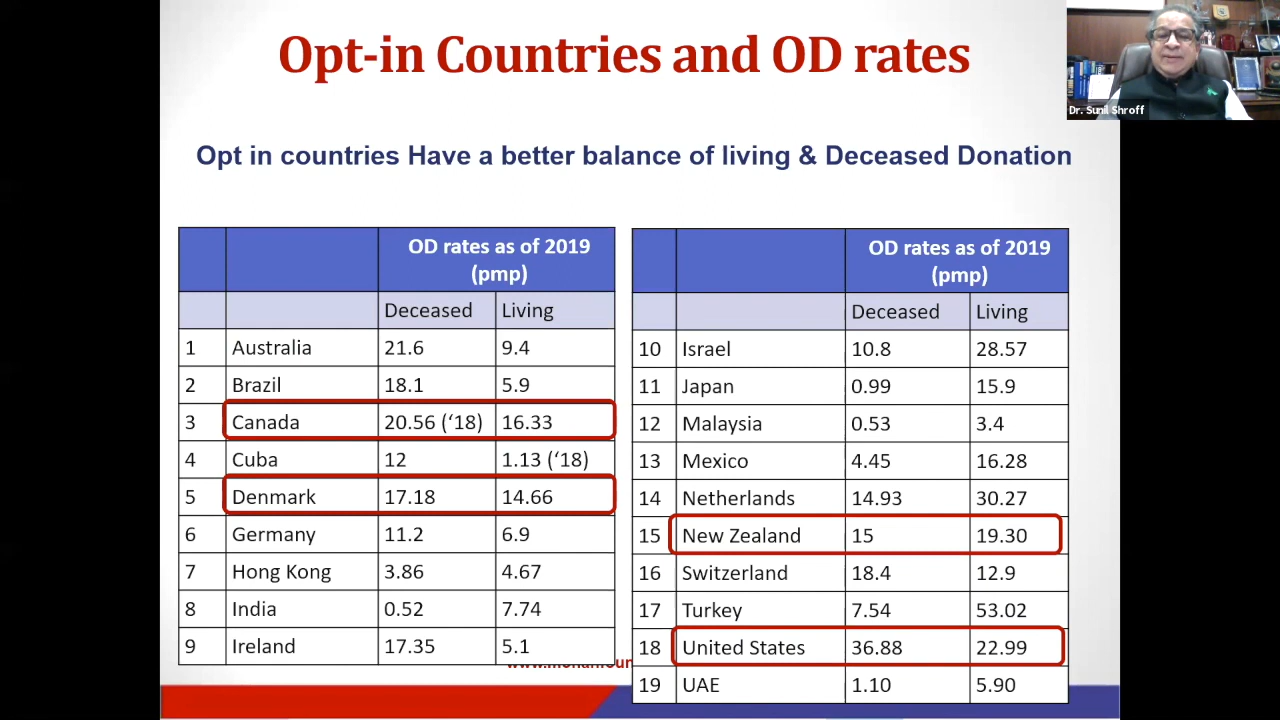 Opt-in Countries and OD rates
Dr. Sunil Shroff
Opt in countries Have a better balance of living & Deceased Donation
OD rates as of 2019
(pmp)
Deceased Living
1 Australia 21.6 9.4
2 Brazil 18.1 5.9
3 Canada 20.56 (‘18) 16.33
4 Cuba 12 1.13 (‘18)
5 Denmark 17.18 14.66
6 Germany 11.2 6.9
7 Hong Kong 3.86 4.67
8 India 0.52 7.74
9 Ireland 17.35 5.1
OD rates as of 2019
(pmp)
Deceased Living
10 Israel 10.8 28.57
11 Japan 0.99 15.9
12 Malaysia 0.53 3.4
13 Mexico 4.45 16.28
14 Netherlands 14.93 30.27
15 New Zealand 15 19.30
16 Switzerland 18.4 12.9
17 Turkey 7.54 53.02
18 United States 36.88 22.99
19 UAE 1.10 5.90